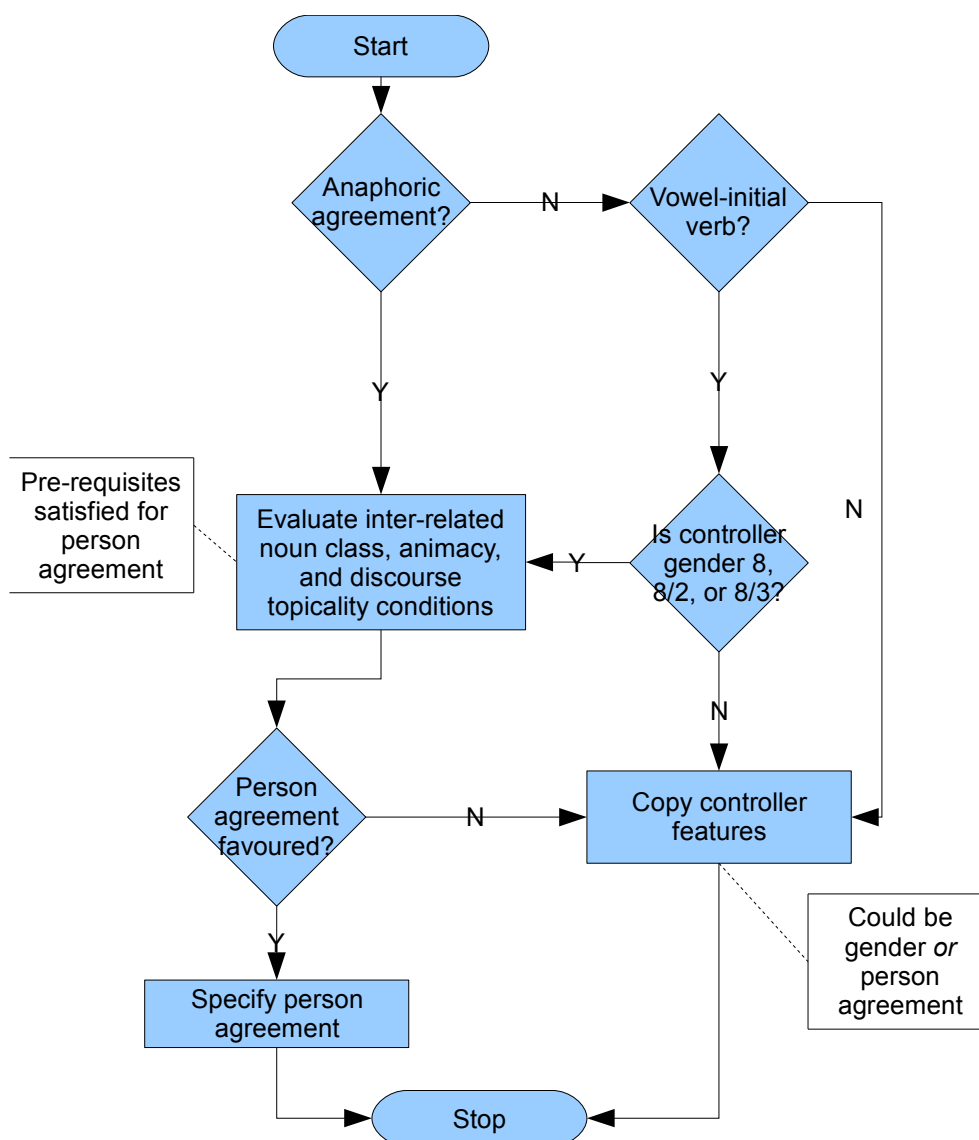 Start
Anaphoric
agreement?
N
Vowel-initial
verb?
Y
Y
N
Pre-requisites
satisfied for
person
agreement
Evaluate inter-related
noun class, animacy,
and discourse
topicality conditions
Y
Is controller
gender 8,
8/2, or 8/3?
N
Person
agreement
favoured?
N
Copy controller
features
Y
Could be
gender or
person
agreement
Specify person
agreement
Stop